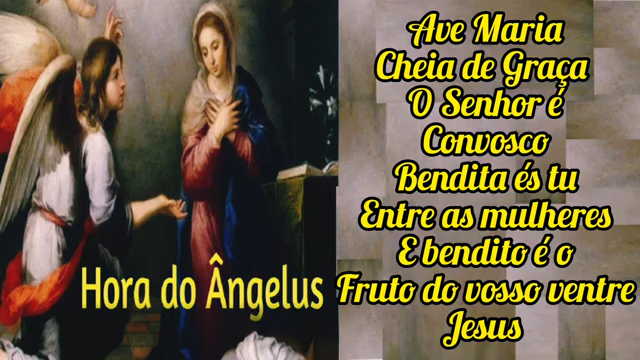 Hora do Ângelus
Ave Maria
Cheia de Graça
O Senhor é
Convosco
Bendita és tu
Entre as mulheres
E bendito é o
Fruto do vosso ventre
Jesus